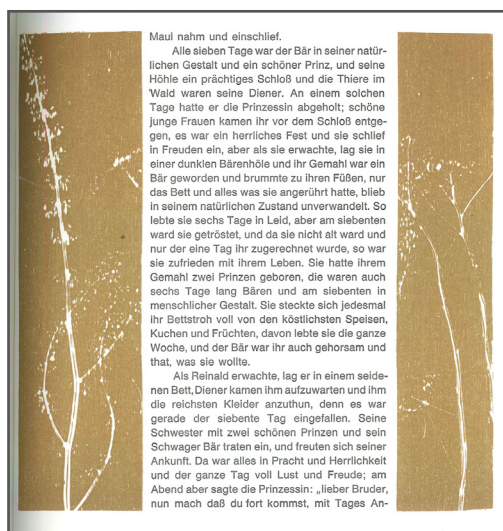 Maul nahm und einschlief.
Alle sieben Tage war der Bär in seiner natür-
lichen Gestalt und ein schöner Prinz, und seine
Höhle ein prächtiges Schloß und die Thiere im
Wald waren seine Diener. An einem solchen
Tage hatte er die Prinzessin abgeholt; schöne
junge Frauen kamen ihr vor dem Schloß entge-
gen, es war ein herrliches Fest und sie schlief
in Freuden ein, aber als sie erwachte, lag sie in
einer dunklen Bärenhöle und ihr Gemahl war ein
Bär geworden und brummte zu ihren Füßen, nur
das Bett und alles was sie angerührt hatte, blieb
in seinem natürlichen Zustand unverwandelt. So
lebte sie sechs Tage in Leid, aber am siebenten
ward sie getröstet, und da sie nicht alt ward und
nur der eine Tag ihr zugerechnet wurde, so war
sie zufrieden mit ihrem Leben. Sie hatte ihrem
Gemahl zwei Prinzen geboren, die waren auch
sechs Tage lang Bären und am siebenten in
menschlicher Gestalt. Sie steckte sich jedesmal
ihr Bettstroh voll von den köstlichsten Speisen,
Kuchen und Früchten, davon lebte sie die ganze
Woche, und der Bär war ihr auch gehorsam und
that, was sie wollte.
Als Reinald erwachte, lag er in einem seide-
nen Bett, Diener kamen ihm aufzuwarten und ihm
die reichsten Kleider anzuthun, denn es war
gerade der siebente Tag eingefallen. Seine
Schwester mit zwei schönen Prinzen und sein
Schwager Bär traten ein, und freuten sich seiner
Ankunft. Da war alles in Pracht und Herrlichkeit
und der ganze Tag voll Lust und Freude; am
Abend aber sagte die Prinzessin: „lieber Bruder,
nun mach daß du fort kommst, mit Tages An-